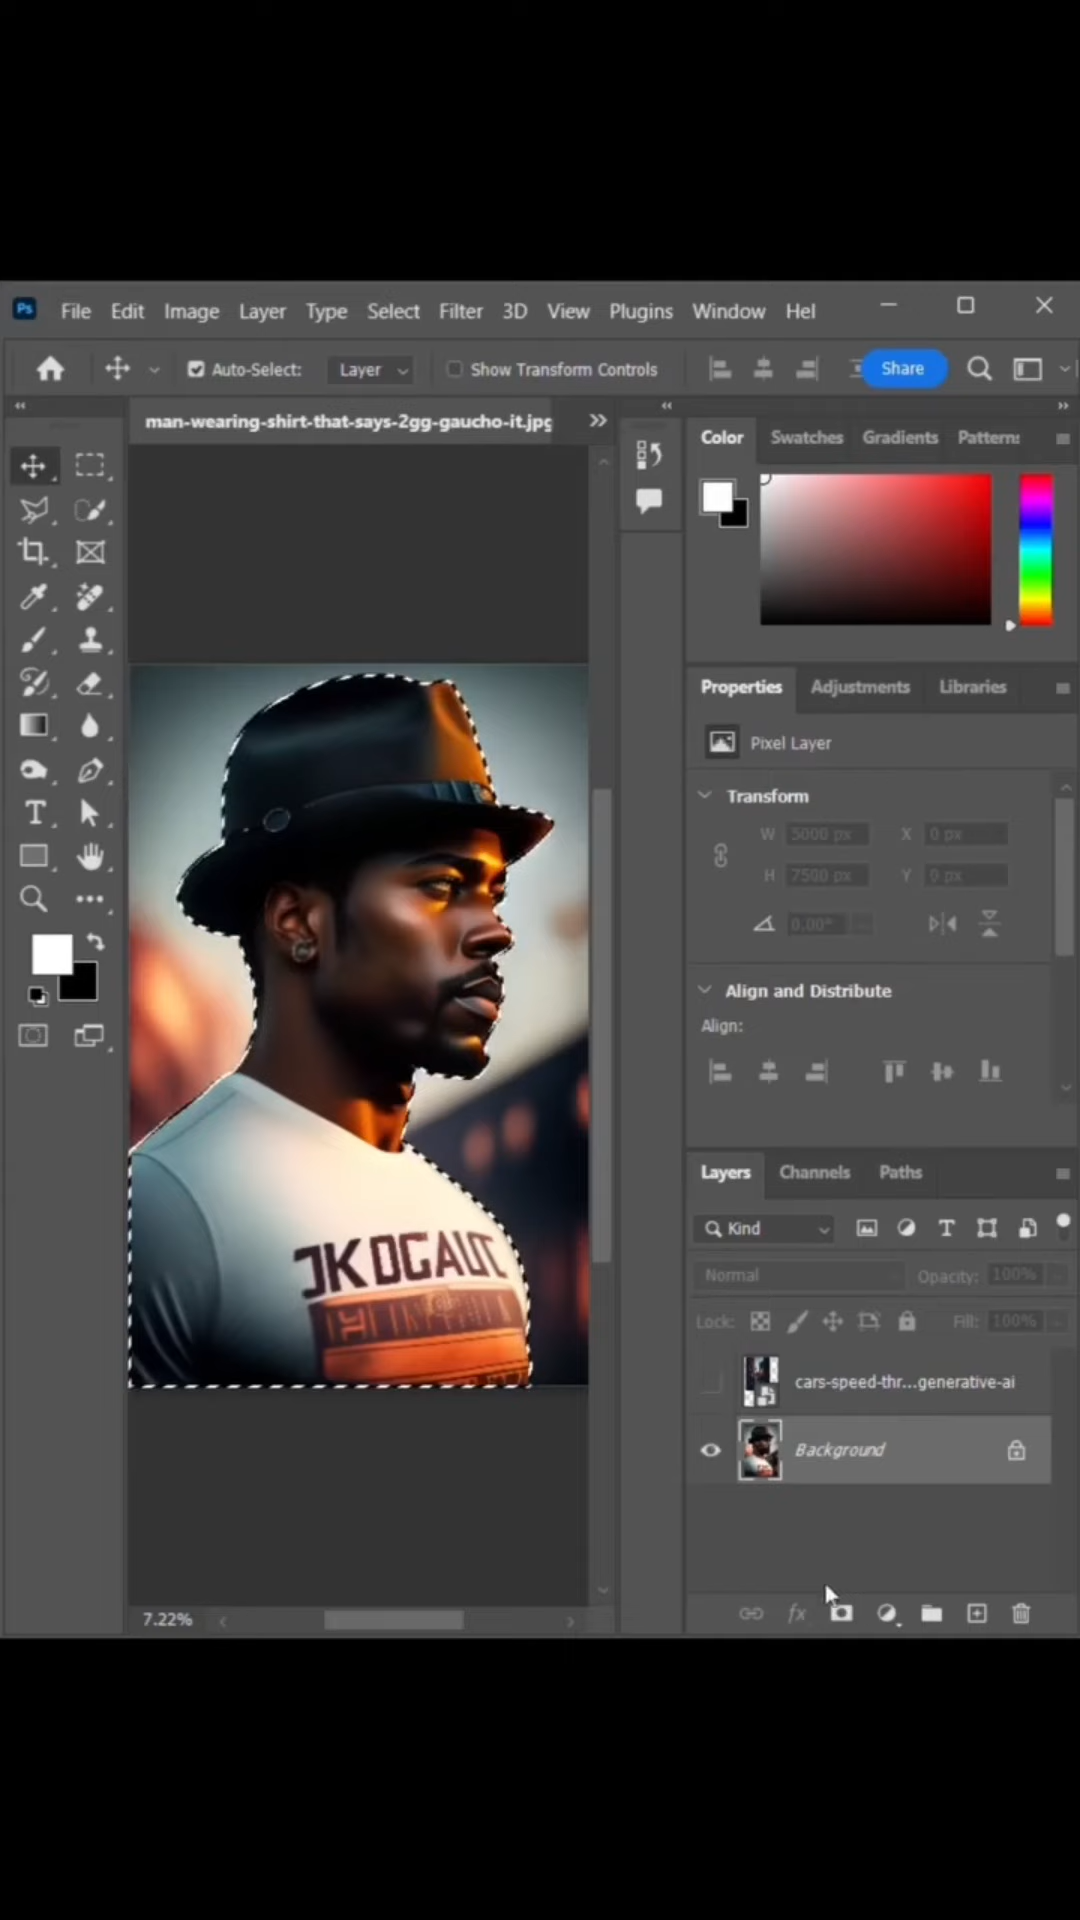 Ps File Edit Image Layer Type Select Filter 3D View Plugins Window Hel
Auto-Select: Layer Show Transform Controls Share
man-wearing-shirt-that-says-2gg-gaucho-it.jpg
Color Swatches Gradients Patterns
Properties Adjustments Libraries
Pixel Layer
Transform
W 5000 px X 0 px
H 7500 px Y 0 px
0.00°
Align and Distribute
Align:
Layers Channels Paths
Kind
Normal Opacity: 100%
Lock: Fill: 100%
cars-speed-thr...generative-ai
Background
7.22%
fx